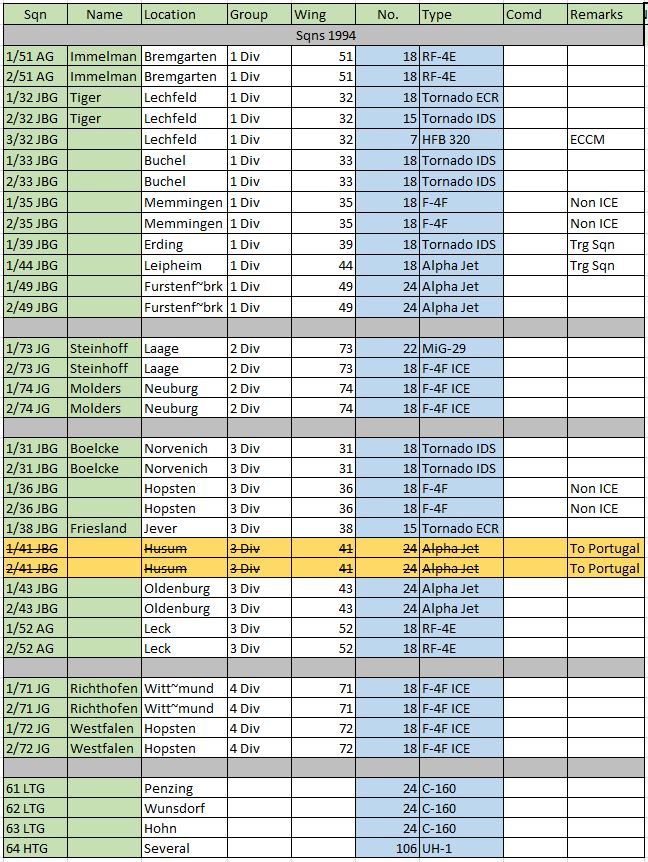 Sqn Name Location Group Wing No. Type Comd Remarks
Sqns 1994
1/51 AG Immelman Bremgarten 1 Div 51 18 RF-4E
2/51 AG Immelman Bremgarten 1 Div 51 18 RF-4E
1/32 JBG Tiger Lechfeld 1 Div 32 18 Tornado ECR
2/32 JBG Tiger Lechfeld 1 Div 32 15 Tornado IDS
3/32 JBG Lechfeld 1 Div 32 7 HFB 320 ECCM
1/33 JBG Buchel 1 Div 33 18 Tornado IDS
2/33 JBG Buchel 1 Div 33 18 Tornado IDS
1/35 JBG Memmingen 1 Div 35 18 F-4F Non ICE
2/35 JBG Memmingen 1 Div 35 18 F-4F Non ICE
1/39 JBG Erding 1 Div 39 18 Tornado IDS Trg Sqn
1/44 JBG Leipheim 1 Div 44 18 Alpha Jet Trg Sqn
1/49 JBG Furstenf~brk 1 Div 49 24 Alpha Jet
2/49 JBG Furstenf~brk 1 Div 49 24 Alpha Jet
1/73 JG Steinhoff Laage 2 Div 73 22 MiG-29
2/73 JG Steinhoff Laage 2 Div 73 18 F-4F ICE
1/74 JG Molders Neuburg 2 Div 74 18 F-4F ICE
2/74 JG Molders Neuburg 2 Div 74 18 F-4F ICE
1/31 JBG Boelcke Norvenich 3 Div 31 18 Tornado IDS
2/31 JBG Boelcke Norvenich 3 Div 31 18 Tornado IDS
1/36 JBG Hopsten 3 Div 36 18 F-4F Non ICE
2/36 JBG Hopsten 3 Div 36 18 F-4F Non ICE
1/38 JBG Friesland Jever 3 Div 38 15 Tornado ECR
1/41 JBG Husum 3 Div 41 24 Alpha Jet To Portugal
2/41 JBG Husum 3 Div 41 24 Alpha Jet To Portugal
1/43 JBG Oldenburg 3 Div 43 24 Alpha Jet
2/43 JBG Oldenburg 3 Div 43 24 Alpha Jet
1/52 AG Leck 3 Div 52 18 RF-4E
2/52 AG Leck 3 Div 52 18 RF-4E
1/71 JG Richthofen Witt~mund 4 Div 71 18 F-4F ICE
2/71 JG Richthofen Witt~mund 4 Div 71 18 F-4F ICE
1/72 JG Westfalen Hopsten 4 Div 72 18 F-4F ICE
2/72 JG Westfalen Hopsten 4 Div 72 18 F-4F ICE
61 LTG Penzing 24 C-160
62 LTG Wunsdorf 24 C-160
63 LTG Hohn 24 C-160
64 HTG Several 106 UH-1